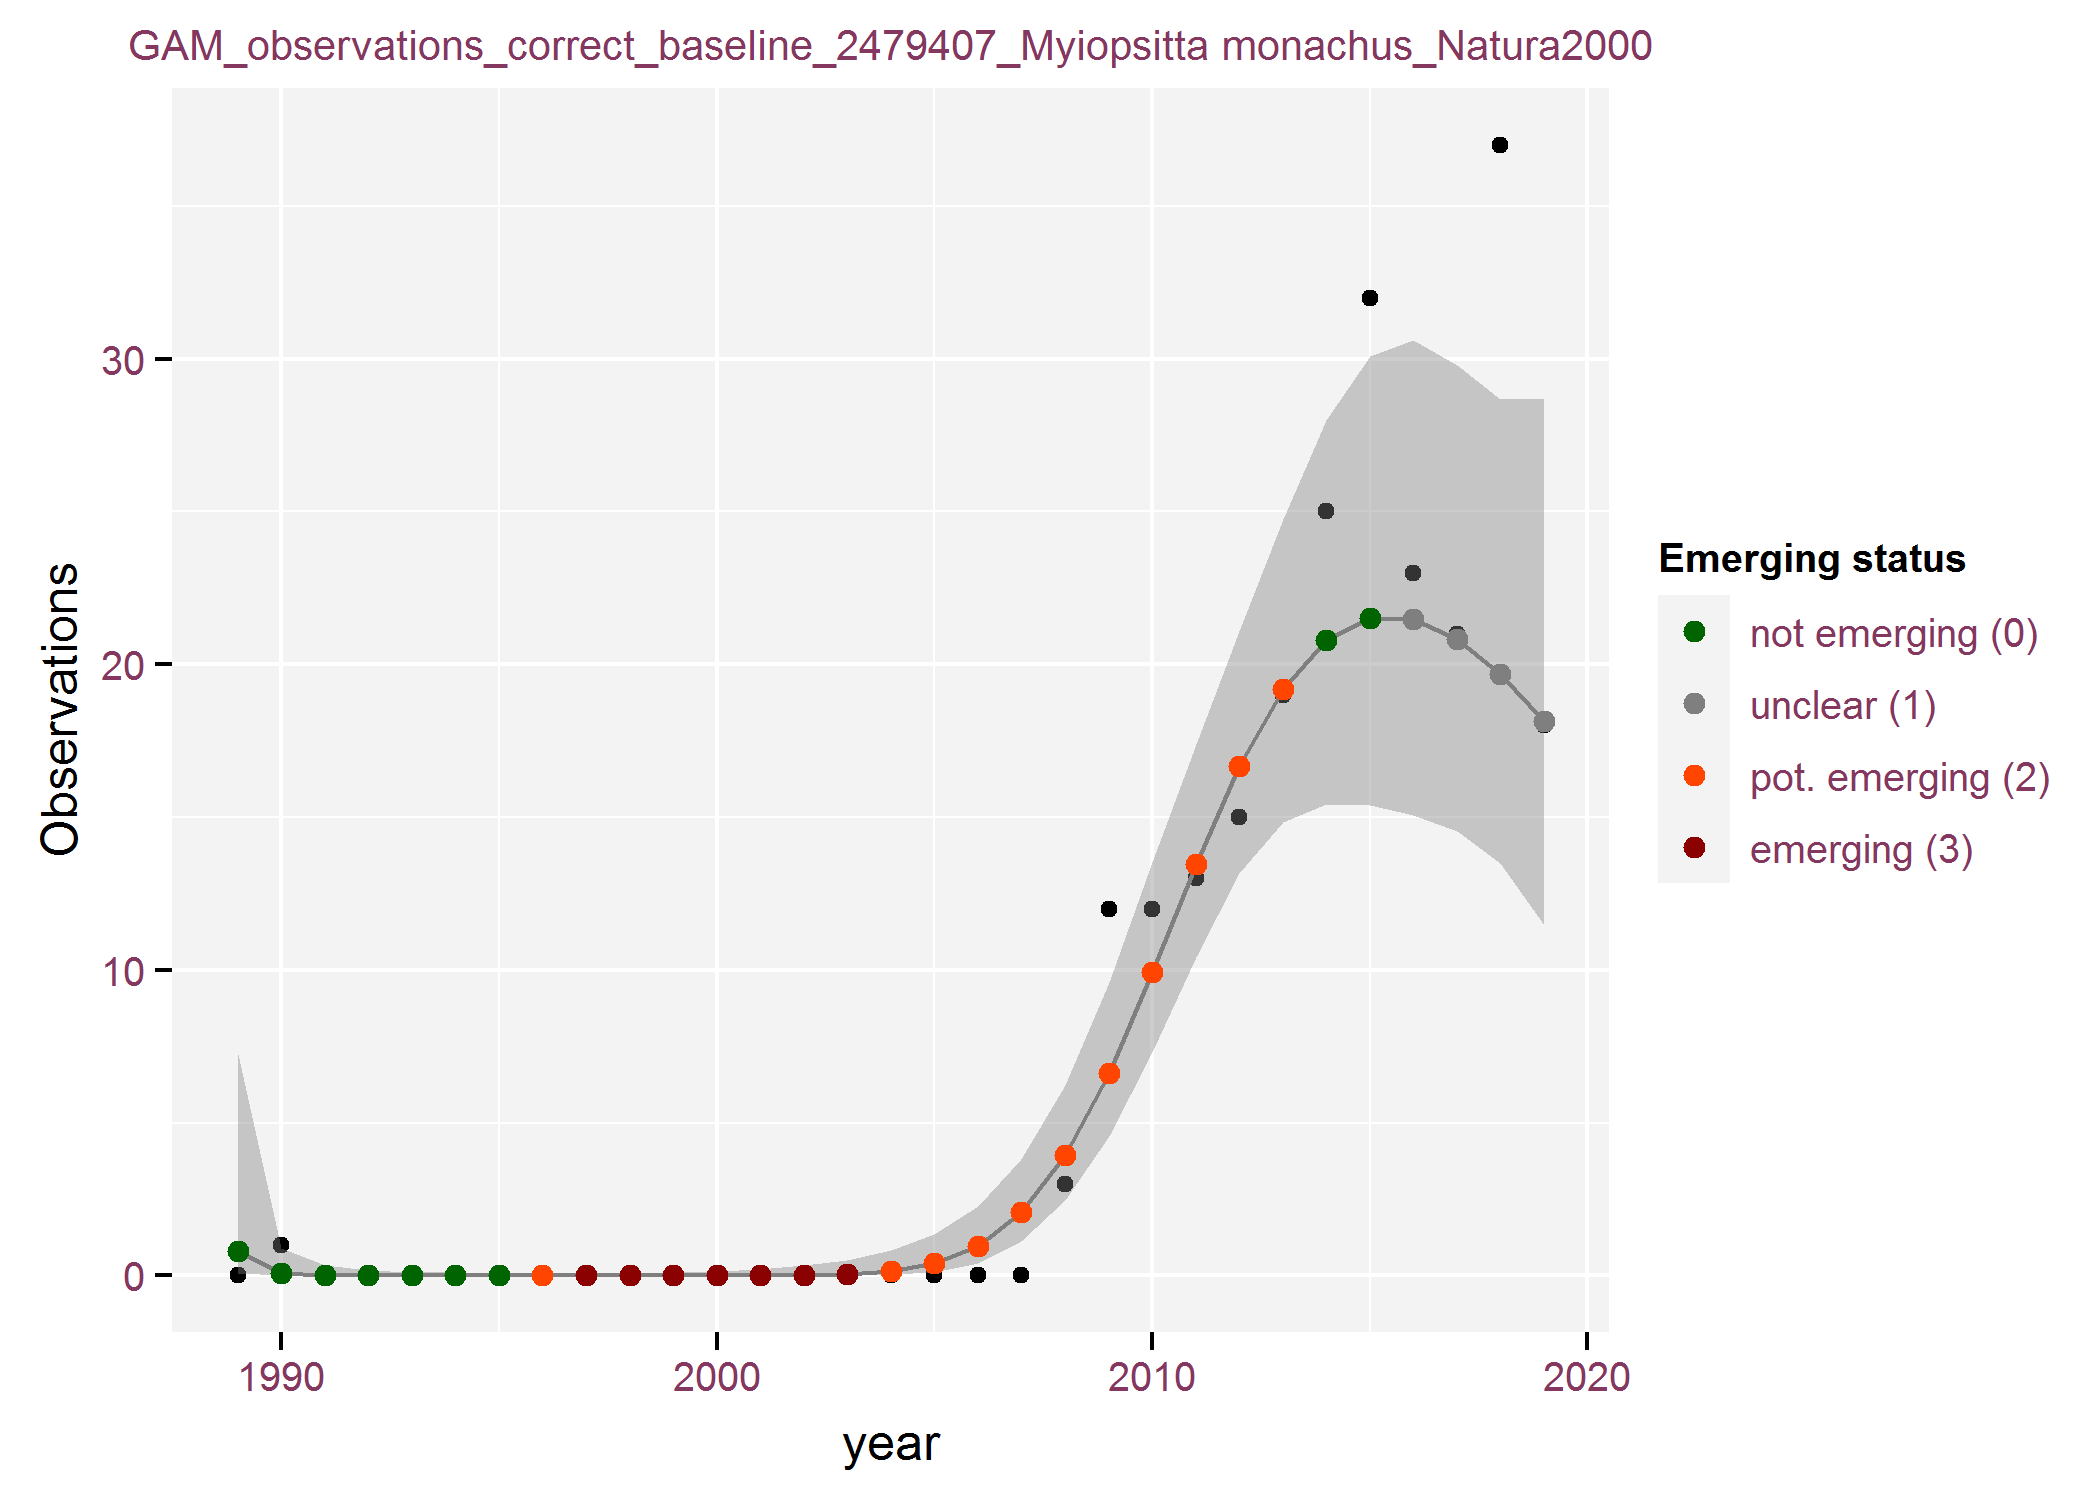 GAM_observations_correct_baseline_2479407_Myiopsitta monachus_Natura2000
Observations
30
20
10
0
1990
2000
2010
2020
year
Emerging status
not emerging (0)
unclear (1)
pot. emerging (2)
emerging (3)